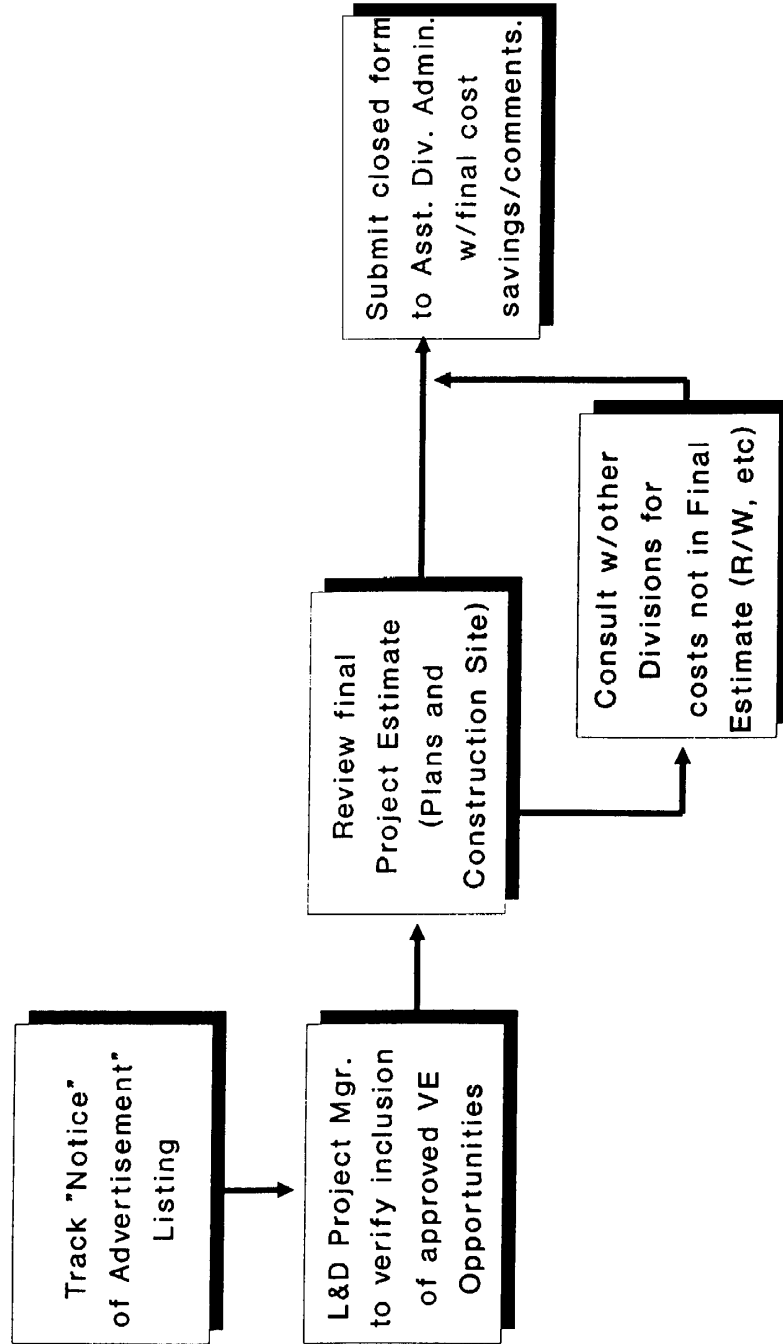 Track "Notice"
of Advertisement"
Listing
L&D Project Mgr.
to verify inclusion
of approved VE
Opportunities
Review final
Project Estimate
(Plans and
Construction Site)
Consult w/other
Divisions for
costs not in Final
Estimate (R/W, etc)
Submit closed form
to Asst. Div. Admin.
w/final cost
savings/comments.